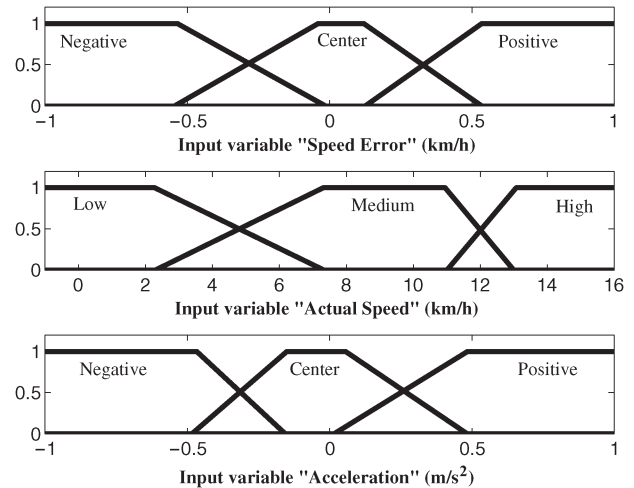 1
Negative Center Positive
0.5
0
−1 −0.5 0 0.5 1
Input variable "Speed Error" (km/h)
1
Low Medium High
0.5
0
0 2 4 6 8 10 12 14 16
Input variable "Actual Speed" (km/h)
1
Negative Center Positive
0.5
0
−1 −0.5 0 0.5 1
Input variable "Acceleration" (m/s²)